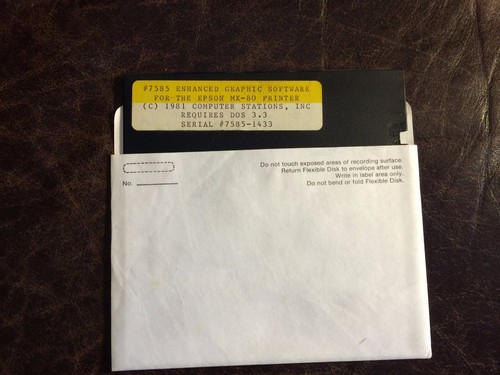 #7585 ENHANCED GRAPHIC SOFTWARE
FOR THE EPSON MX-80 PRINTER
(C) 1981 COMPUTER STATIONS, INC
REQUIRES DOS 3.3
SERIAL #7585-1433
Do not touch exposed areas of recording surface.
Return Flexible Disk to envelope after use.
Write in label area only.
Do not bend or fold Flexible Disk.
No.